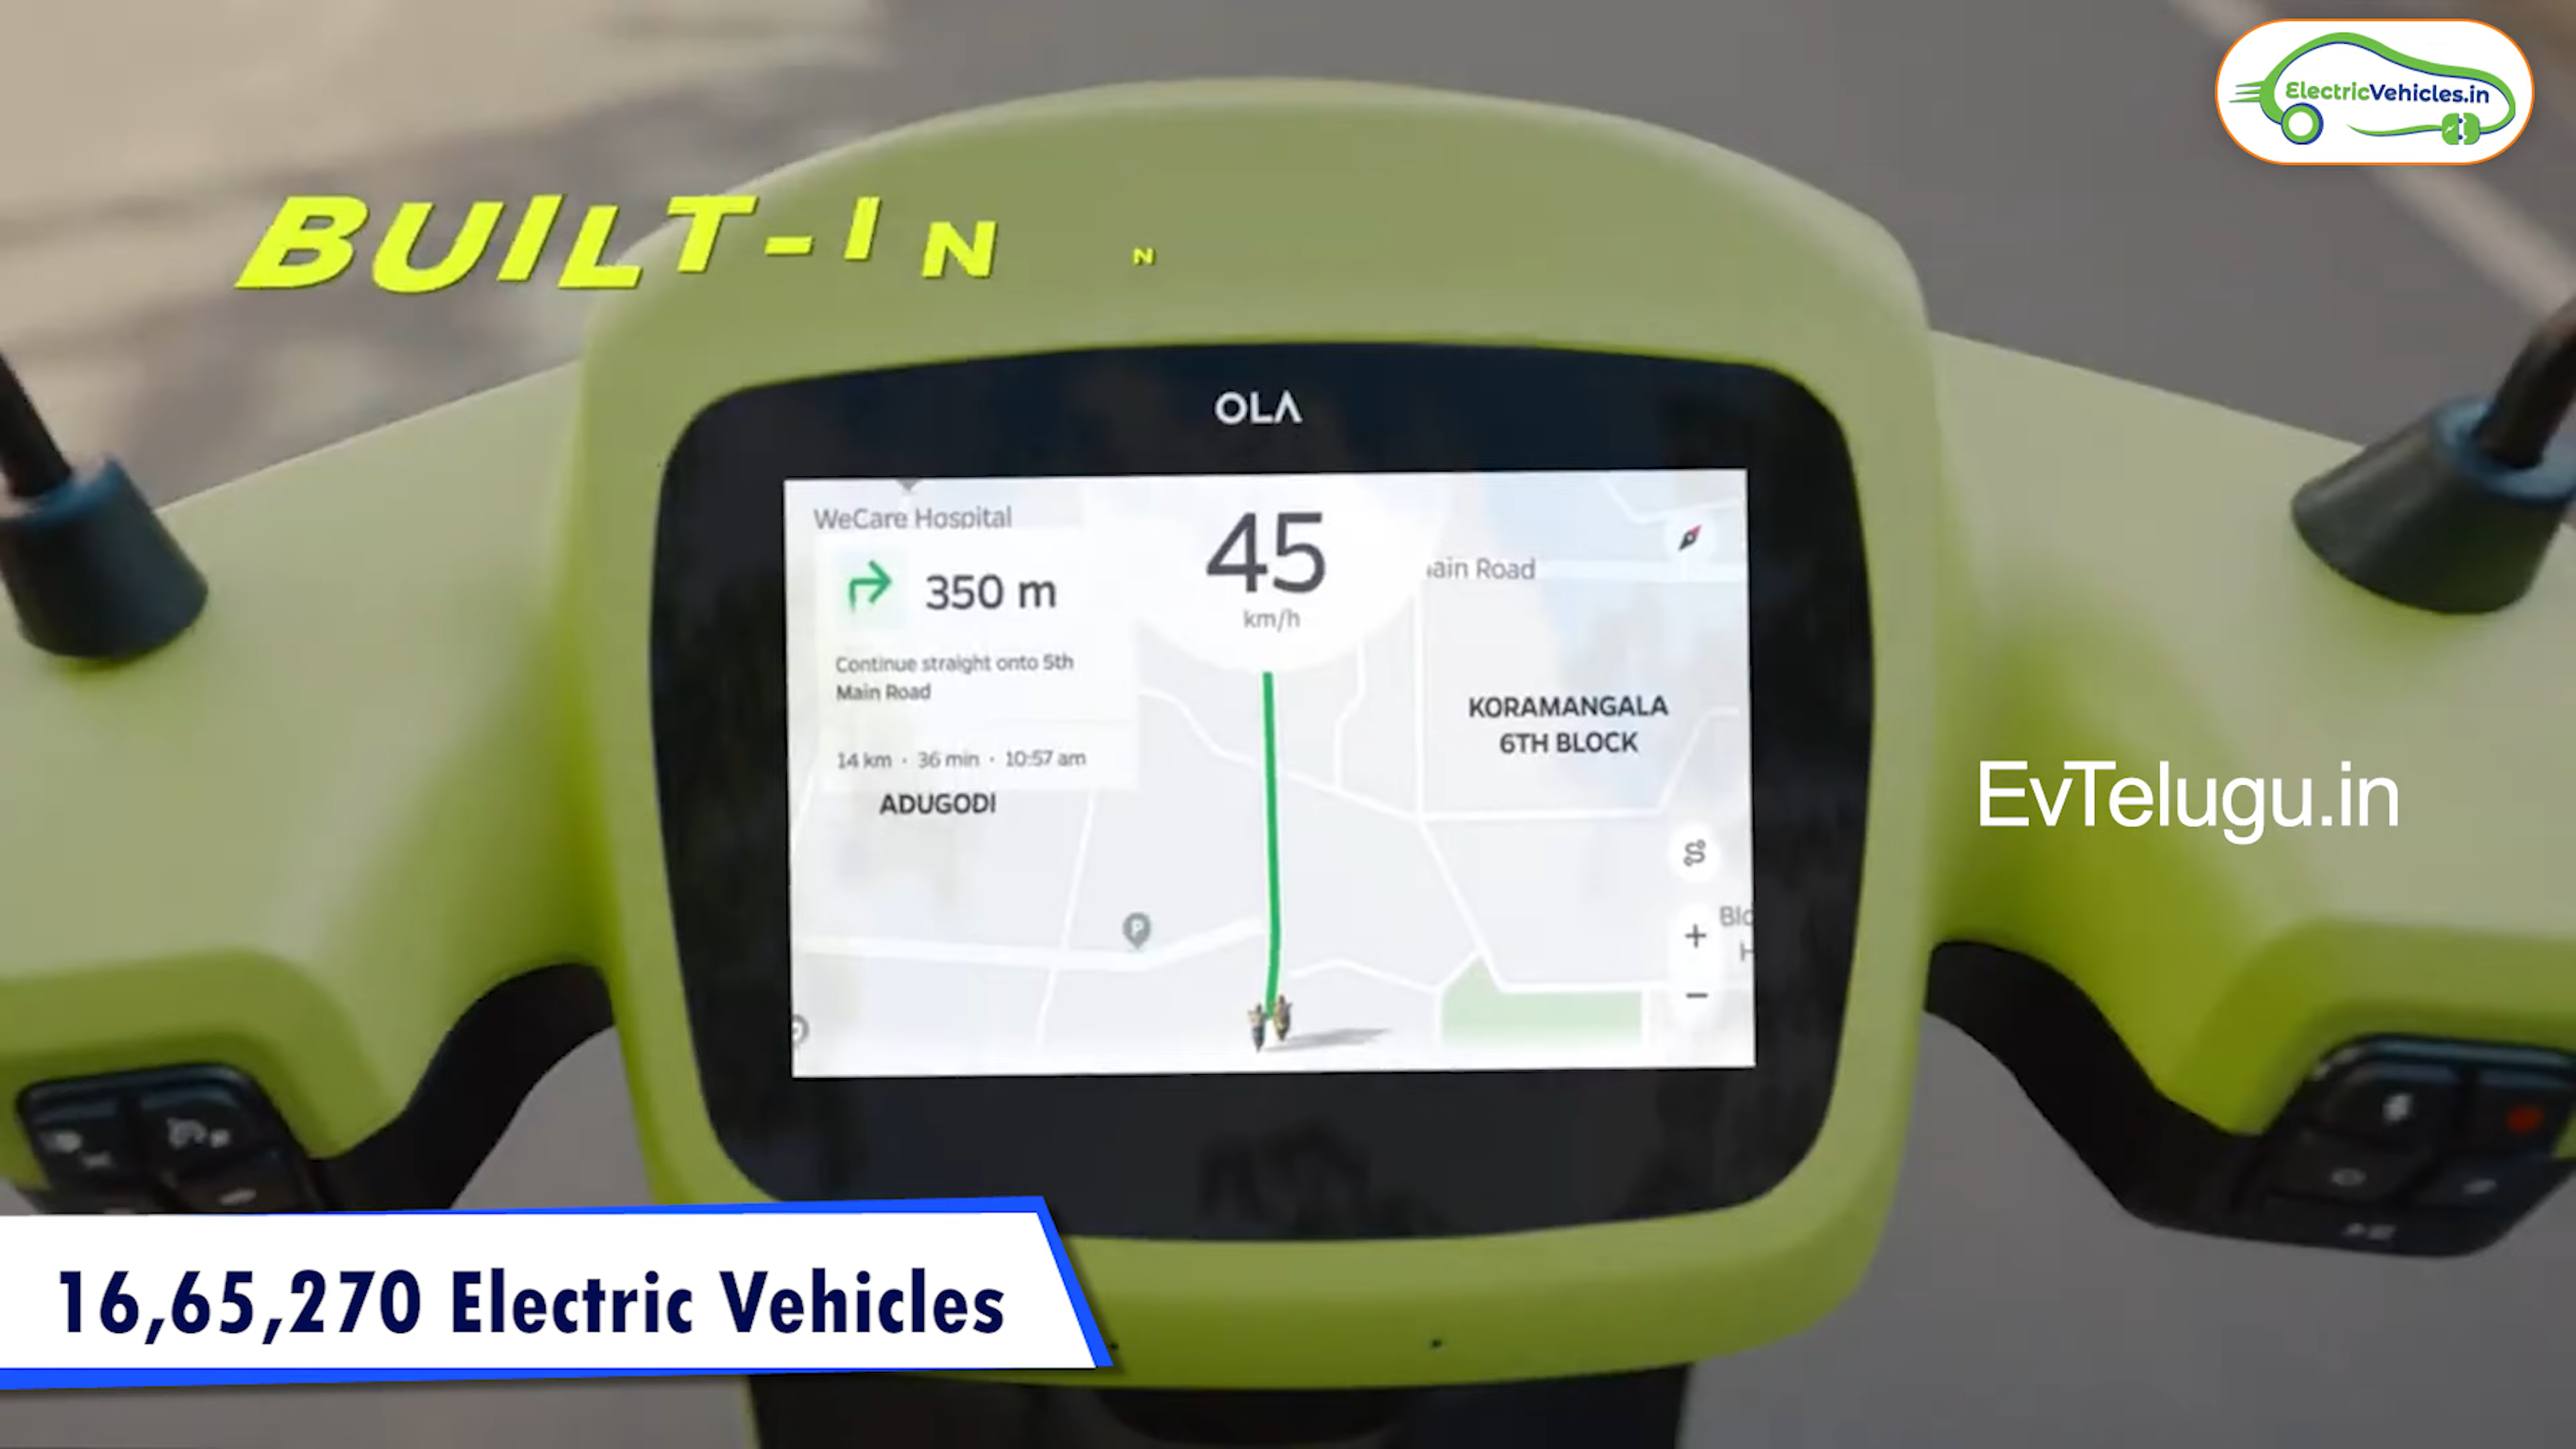 ElectricVehicles.in
BUILT-IN N
OLA
WeCare Hospital
350 m
Continue straight onto 5th
Main Road
14 km · 36 min · 10:57 am
ADUGODI
45
km/h
ain Road
KORAMANGALA
6TH BLOCK
P
EvTelugu.in
16,65,270 Electric Vehicles